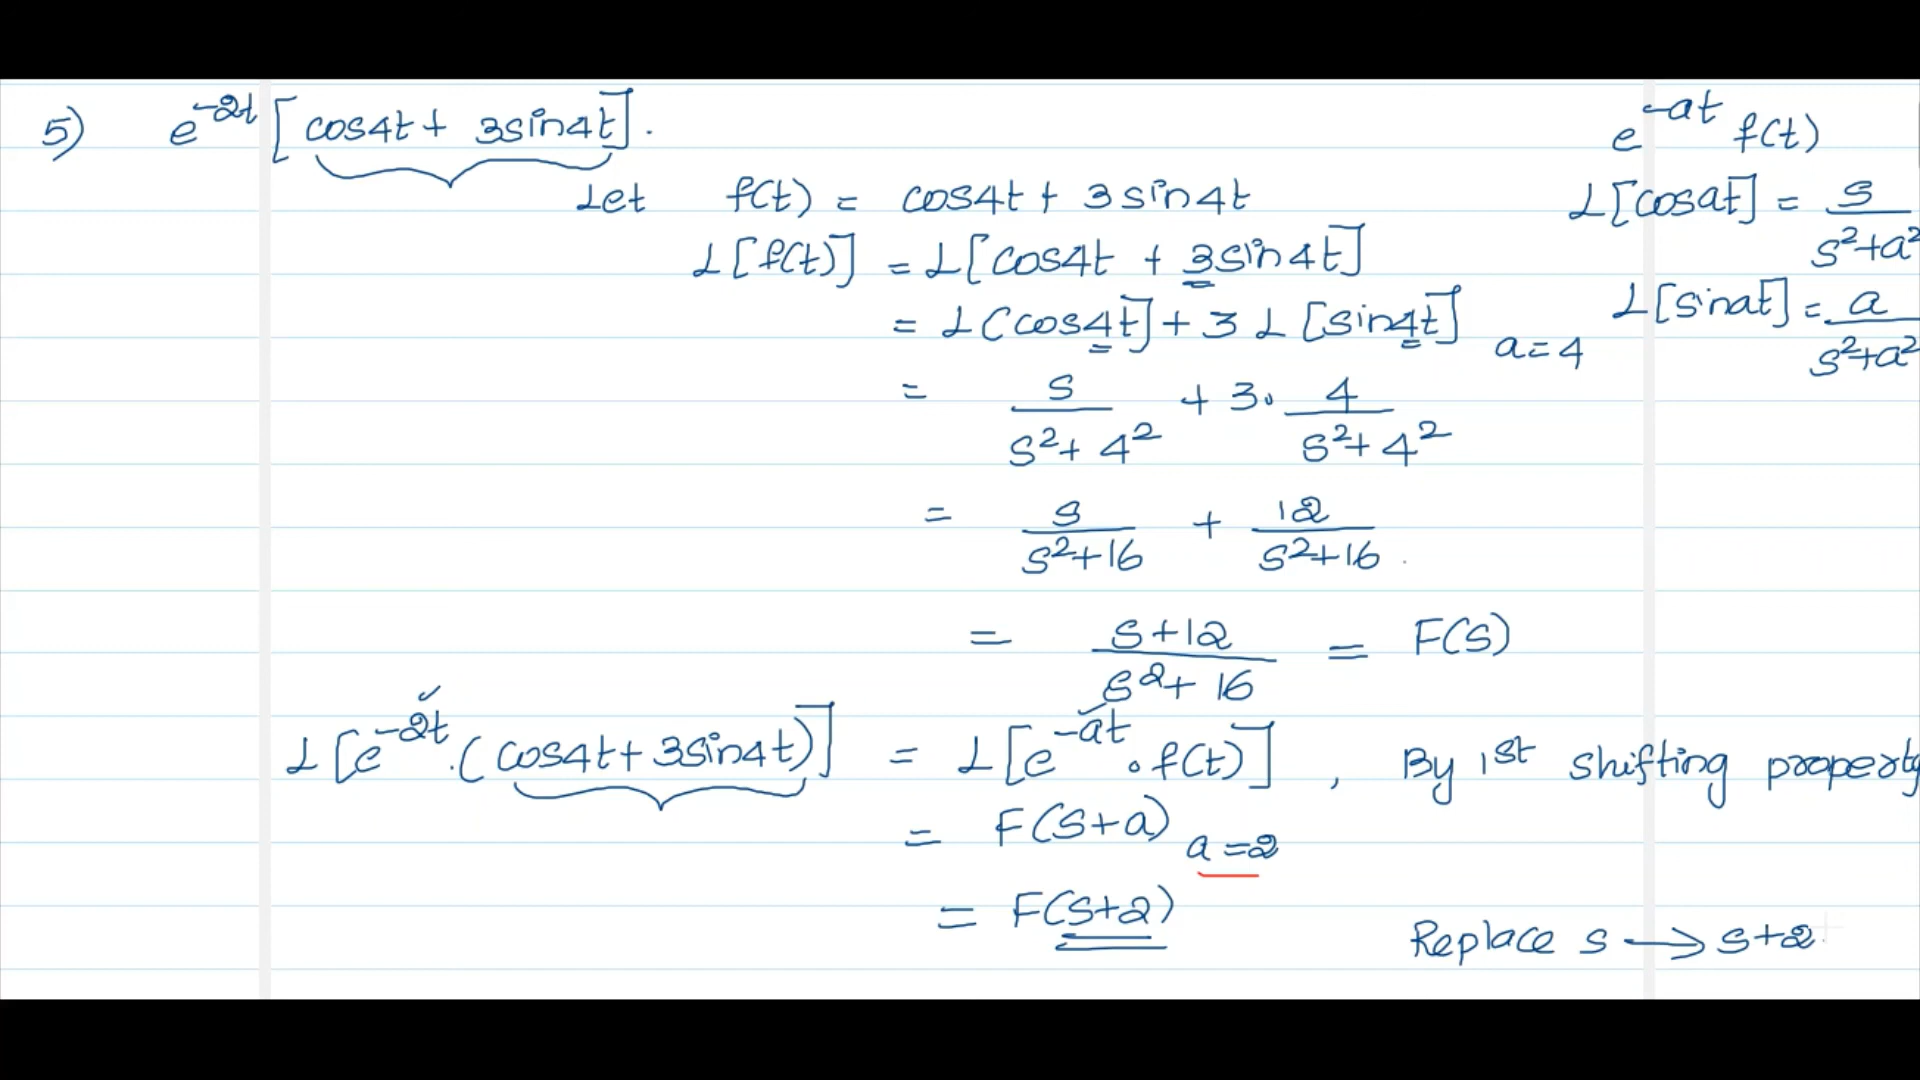 5) e^{-2t} [cos4t + 3sin4t].
e^{-at} f(t)
Let f(t) = cos4t + 3sin4t
L[cosat] = s/(s²+a²)
L[f(t)] = L[cos4t + 3sin4t]
L[sinat] = a/(s²+a²)
= L(cos4t] + 3 L[sin4t] a=4
= s/(s²+4²) + 3. 4/(s²+4²)
= s/(s²+16) + 12/(s²+16)
= (s+12)/(s²+16) = F(s)
L[e^{-2t}.(cos4t+3sin4t)] = L[e^{-at}.f(t)], By 1st shifting property
= F(s+a) a=2
= F(s+2)
Replace s → s+2